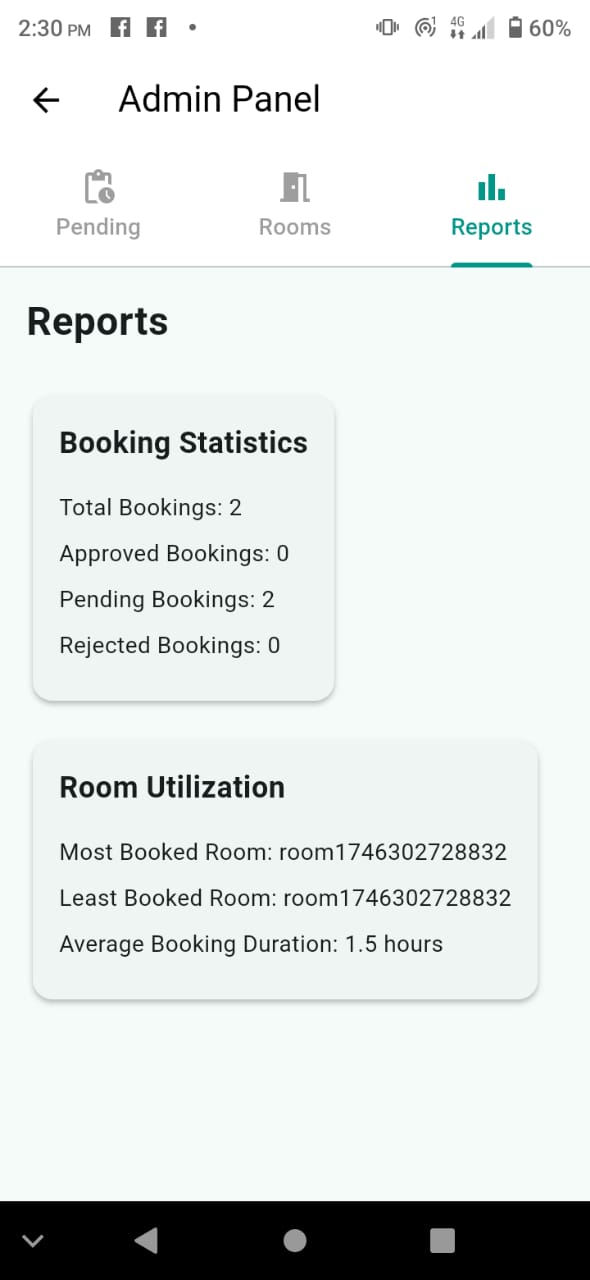 2:30 PM
4G
60%
Admin Panel
Pending
Rooms
Reports
Reports
Booking Statistics
Total Bookings: 2
Approved Bookings: 0
Pending Bookings: 2
Rejected Bookings: 0
Room Utilization
Most Booked Room: room1746302728832
Least Booked Room: room1746302728832
Average Booking Duration: 1.5 hours